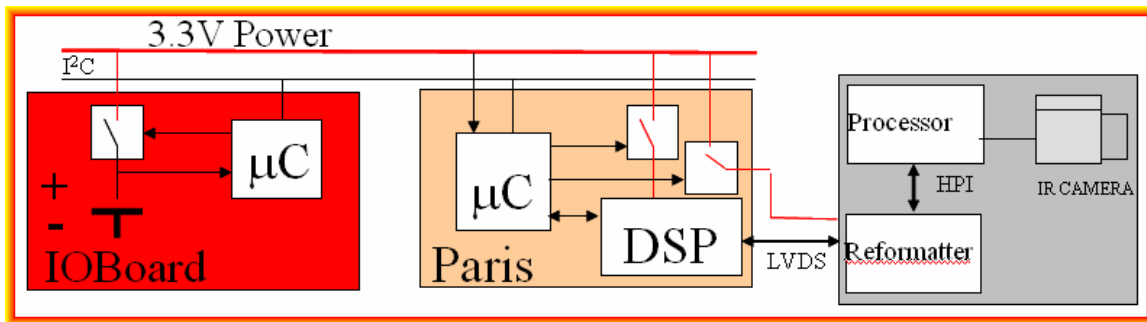 3.3V Power
I²C
μC
+
-
IOBoard
μC
DSP
Paris
LVDS
Processor
HPI
IR CAMERA
Reformatter